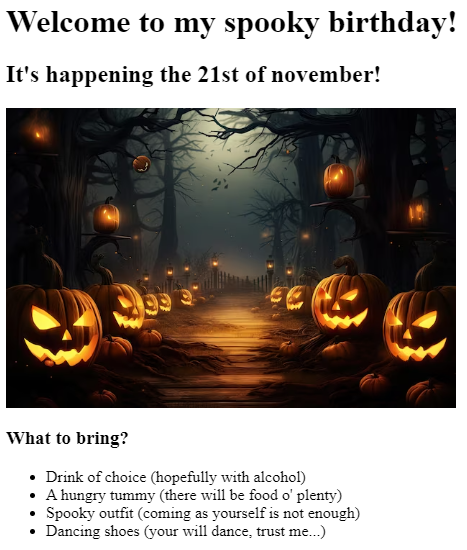 Welcome to my spooky birthday!
It's happening the 21st of november!
What to bring?
Drink of choice (hopefully with alcohol)
A hungry tummy (there will be food o' plenty)
Spooky outfit (coming as yourself is not enough)
Dancing shoes (your will dance, trust me...)